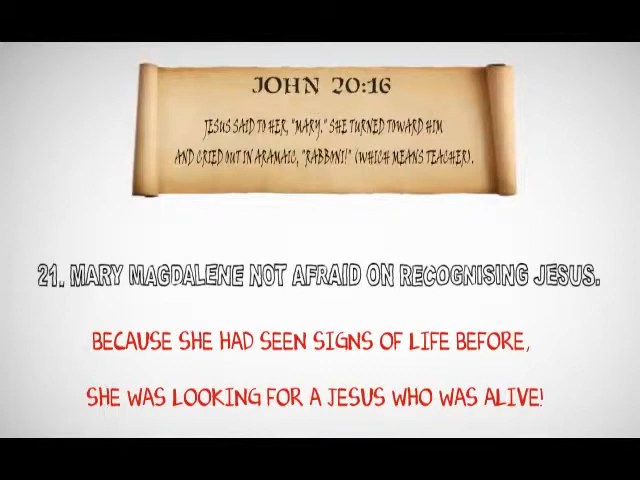 JOHN 20:16
JESUS SAID TO HER, "MARY." SHE TURNED TOWARD HIM
AND CRIED OUT IN ARAMAIC, "RABBONI!" (WHICH MEANS TEACHER).
21. MARY MAGDALENE NOT AFRAID ON RECOGNISING JESUS.
BECAUSE SHE HAD SEEN SIGNS OF LIFE BEFORE,
SHE WAS LOOKING FOR A JESUS WHO WAS ALIVE!